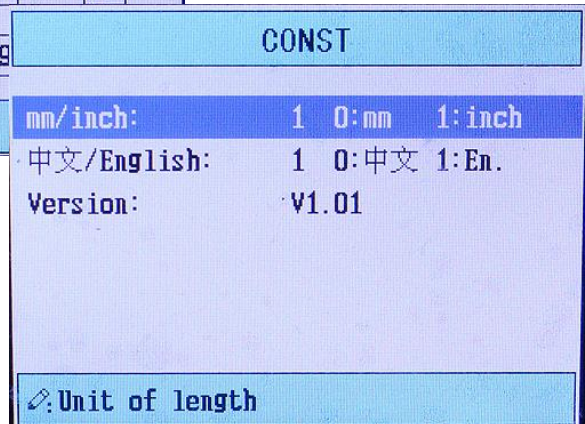 g
CONST
mm/inch: 1 0:mm 1:inch
中文/English: 1 0:中文 1:En.
Version: V1.01
Unit of length